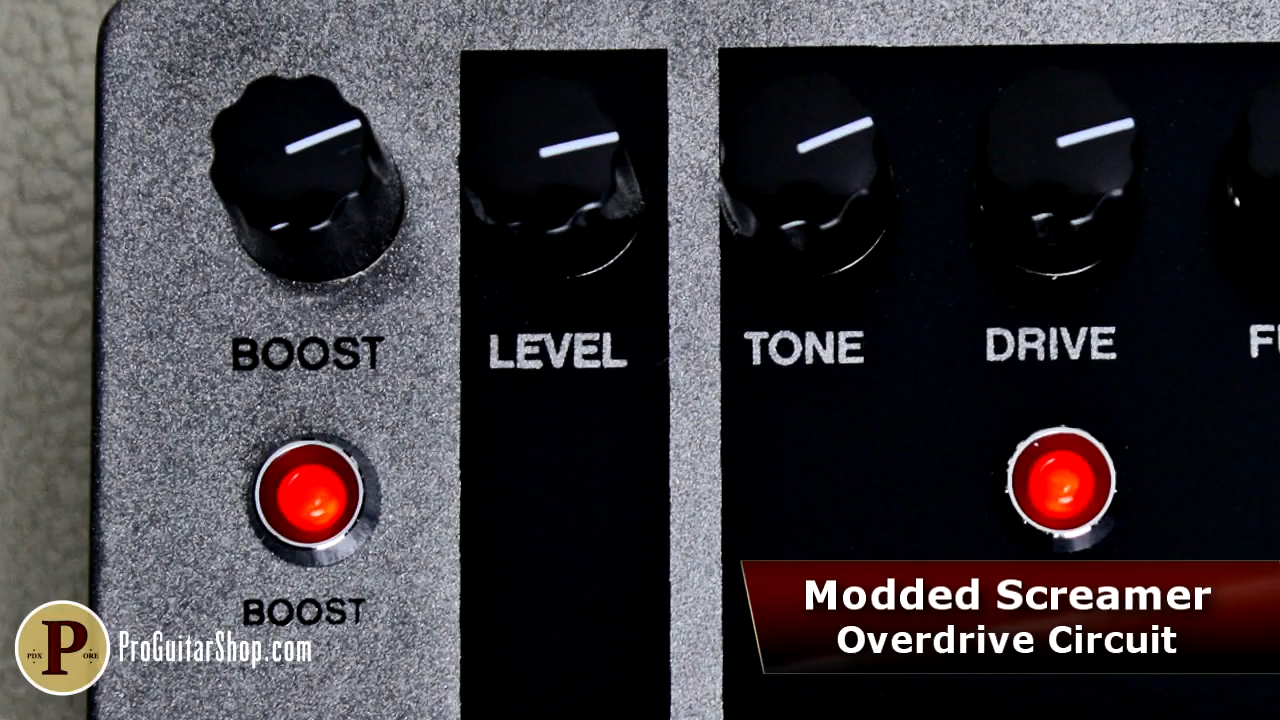 BOOST
LEVEL
TONE
DRIVE
BOOST
Modded Screamer
Overdrive Circuit
PDX
P
ORE
ProGuitarShop.com